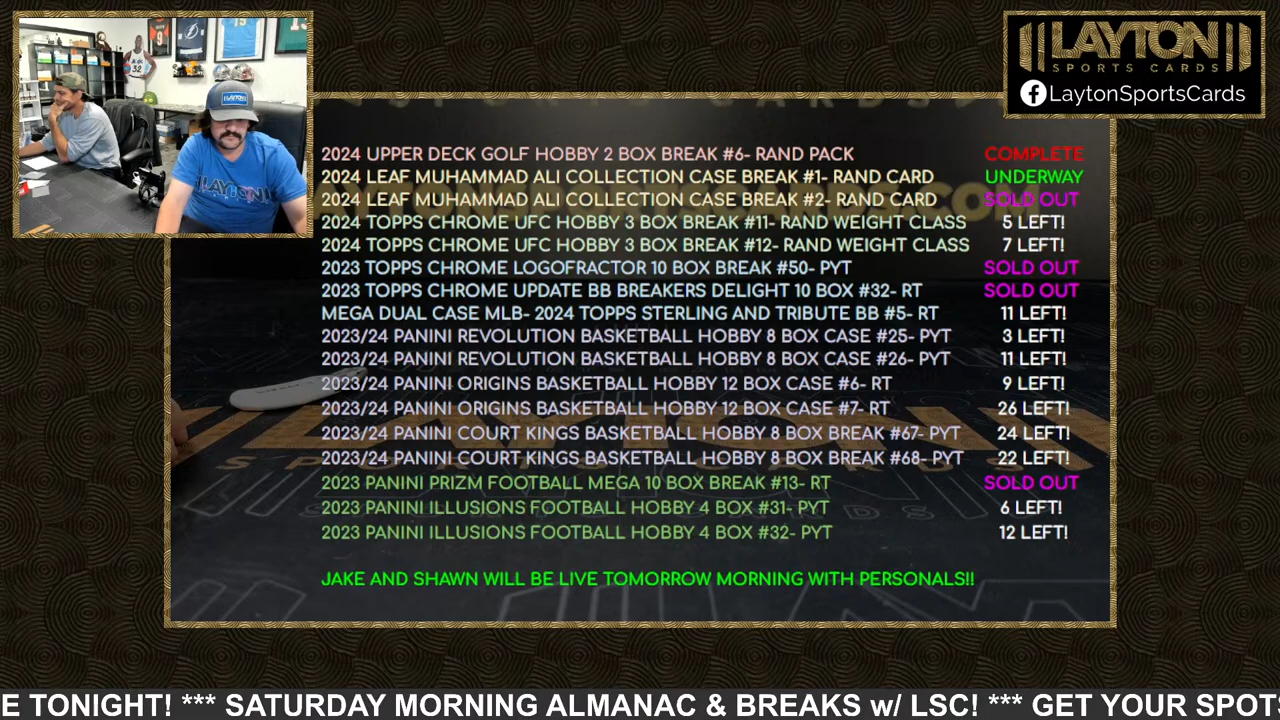 LAYTON
SPORTS CARDS
LaytonSportsCards
2024 UPPER DECK GOLF HOBBY 2 BOX BREAK #6- RAND PACK COMPLETE
2024 LEAF MUHAMMAD ALI COLLECTION CASE BREAK #1- RAND CARD UNDERWAY
2024 LEAF MUHAMMAD ALI COLLECTION CASE BREAK #2- RAND CARD SOLD OUT
2024 TOPPS CHROME UFC HOBBY 3 BOX BREAK #11- RAND WEIGHT CLASS 5 LEFT!
2024 TOPPS CHROME UFC HOBBY 3 BOX BREAK #12- RAND WEIGHT CLASS 7 LEFT!
2023 TOPPS CHROME LOGOFRACTOR 10 BOX BREAK #50- PYT SOLD OUT
2023 TOPPS CHROME UPDATE BB BREAKERS DELIGHT 10 BOX #32- RT SOLD OUT
MEGA DUAL CASE MLB- 2024 TOPPS STERLING AND TRIBUTE BB #5- RT 11 LEFT!
2023/24 PANINI REVOLUTION BASKETBALL HOBBY 8 BOX CASE #25- PYT 3 LEFT!
2023/24 PANINI REVOLUTION BASKETBALL HOBBY 8 BOX CASE #26- PYT 11 LEFT!
2023/24 PANINI ORIGINS BASKETBALL HOBBY 12 BOX CASE #6- RT 9 LEFT!
2023/24 PANINI ORIGINS BASKETBALL HOBBY 12 BOX CASE #7- RT 26 LEFT!
2023/24 PANINI COURT KINGS BASKETBALL HOBBY 8 BOX BREAK #67- PYT 24 LEFT!
2023/24 PANINI COURT KINGS BASKETBALL HOBBY 8 BOX BREAK #68- PYT 22 LEFT!
2023 PANINI PRIZM FOOTBALL MEGA 10 BOX BREAK #13- RT SOLD OUT
2023 PANINI ILLUSIONS FOOTBALL HOBBY 4 BOX #31- PYT 6 LEFT!
2023 PANINI ILLUSIONS FOOTBALL HOBBY 4 BOX #32- PYT 12 LEFT!
JAKE AND SHAWN WILL BE LIVE TOMORROW MORNING WITH PERSONALS!!
E TONIGHT! *** SATURDAY MORNING ALMANAC & BREAKS w/ LSC! *** GET YOUR SPOTS